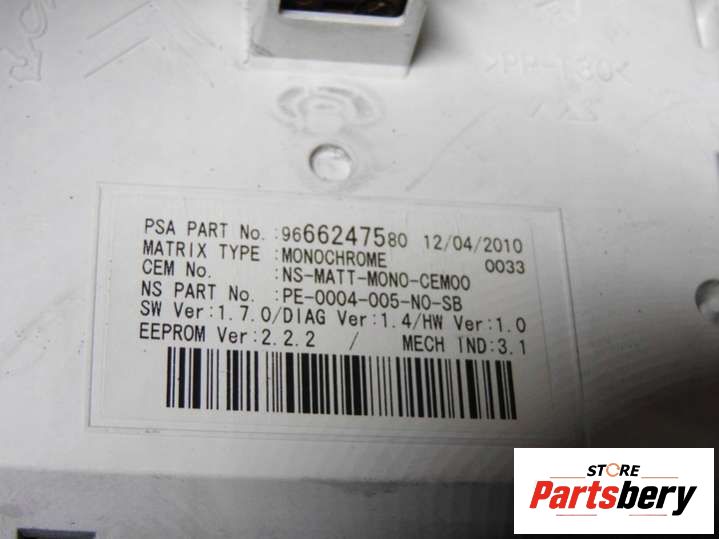 >PP-T30<
PSA PART No. :9666247580 12/04/2010
MATRIX TYPE :MONOCHROME 0033
CEM No. :NS-MATT-MONO-CEM00
NS PART No. :PE-0004-005-NO-SB
SW Ver:1.7.0/DIAG Ver:1.4/HW Ver:1.0
EEPROM Ver:2.2.2 / MECH IND:3.1
STORE
Partsbery